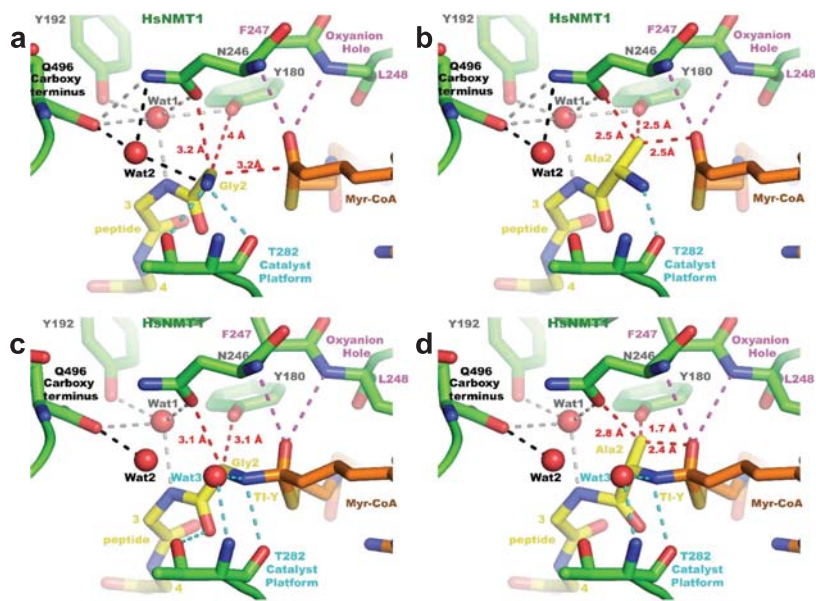 a
Y192
HsNMT1
F247
Oxyanion
Hole
N246
L248
Q496
Carboxy
terminus
Y180
Wat1
Wat2
3.2 Å
4 Å
3.2Å
Gly2
Myr-CoA
3
peptide
4
T282
Catalyst
Platform
b
HsNMT1
F247
Oxyanion
Hole
N246
L248
Q496
Carboxy
terminus
Y180
Wat1
Wat2
2.5 Å
2.5 Å
2.5Å
Ala2
Myr-CoA
3
peptide
4
T282
Catalyst
Platform
c
Y192
HsNMT1
F247
Oxyanion
Hole
N246
L248
Q496
Carboxy
terminus
Y180
Wat1
Wat2
3.1 Å
3.1 Å
Gly2
Wat3
TI-Y
Myr-CoA
3
peptide
4
T282
Catalyst
Platform
d
Y192
HsNMT1
F247
Oxyanion
Hole
N246
L248
Q496
Carboxy
terminus
Y180
Wat1
Wat2
2.8 Å
1.7 Å
2.4 Å
Ala2
Wat3
TI-Y
Myr-CoA
3
peptide
4
T282
Catalyst
Platform